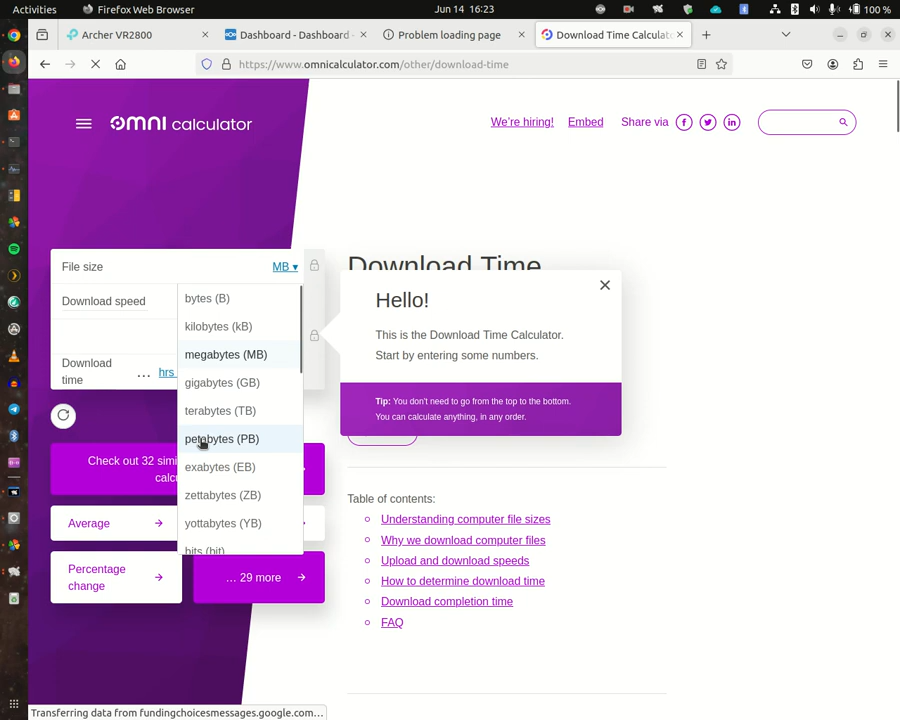 Activities
Firefox Web Browser
Jun 14 16:23
100 %
Archer VR2800
Dashboard - Dashboard -
Problem loading page
Download Time Calculat
https://www.omnicalculator.com/other/download-time
OMNI calculator
We're hiring!
Embed
Share via
File size
MB ▾
Download speed
Download
time
...
hrs
bytes (B)
kilobytes (kB)
megabytes (MB)
gigabytes (GB)
terabytes (TB)
petabytes (PB)
exabytes (EB)
zettabytes (ZB)
yottabytes (YB)
bits (bit)
Check out 32 simi
calcu
Average
Percentage
change
... 29 more
Download Time
Hello!
This is the Download Time Calculator.
Start by entering some numbers.
Tip: You don't need to go from the top to the bottom.
You can calculate anything, in any order.
Table of contents:
Understanding computer file sizes
Why we download computer files
Upload and download speeds
How to determine download time
Download completion time
FAQ
Transferring data from fundingchoicesmessages.google.com...